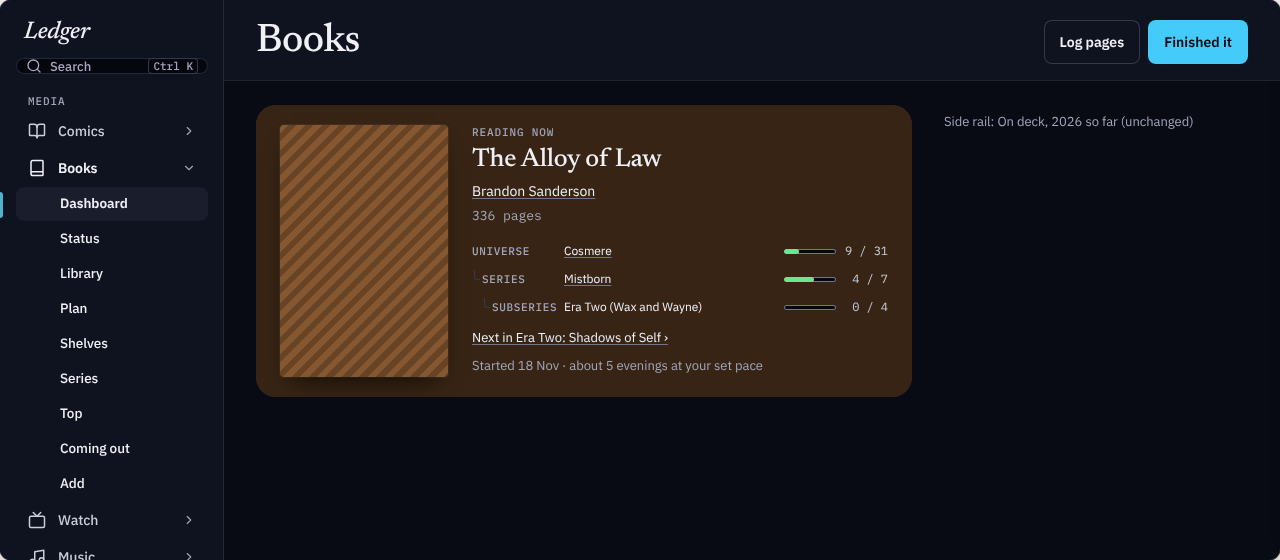 Ledger
Search Ctrl K
MEDIA
Comics
Books
Dashboard
Status
Library
Plan
Shelves
Series
Top
Coming out
Add
Watch
Music
Books
Log pages
Finished it
READING NOW
The Alloy of Law
Brandon Sanderson
336 pages
UNIVERSE Cosmere 9 / 31
SERIES Mistborn 4 / 7
SUBSERIES Era Two (Wax and Wayne) 0 / 4
Next in Era Two: Shadows of Self ›
Started 18 Nov · about 5 evenings at your set pace
Side rail: On deck, 2026 so far (unchanged)